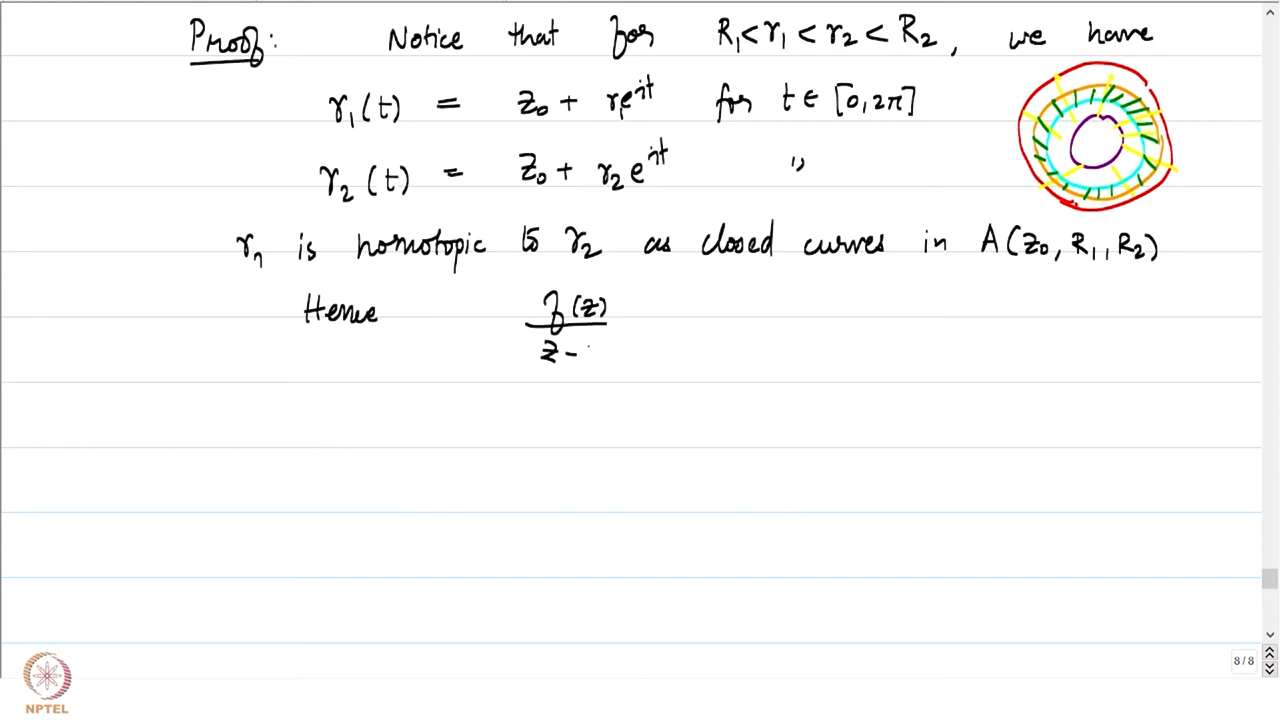 Proof: Notice that for R₁ < r₁ < r₂ < R₂, we have
γ₁(t) = z₀ + r₁e^{it} for t ∈ [0, 2π]
γ₂(t) = z₀ + r₂e^{it} "
γ₁ is homotopic to γ₂ as closed curves in A(z₀, R₁, R₂)
Hence f(z) / z -
8 / 8
NPTEL